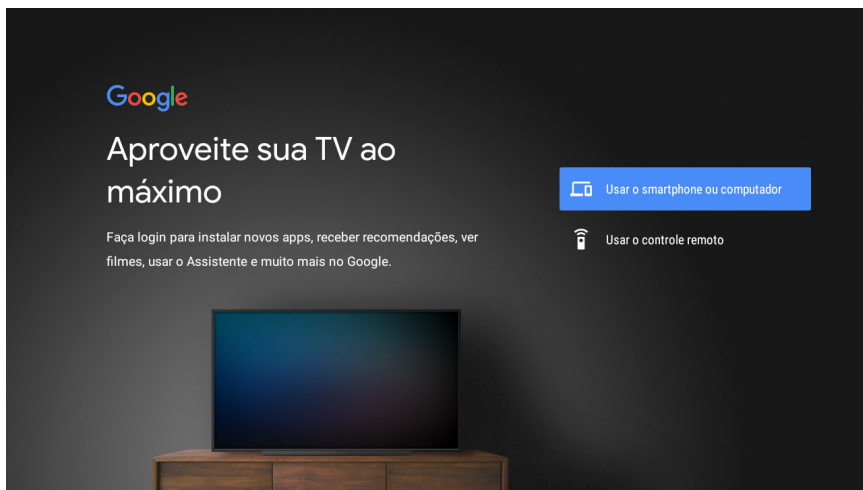 Google
Aproveite sua TV ao
máximo
Faça login para instalar novos apps, receber recomendações, ver
filmes, usar o Assistente e muito mais no Google.
Usar o smartphone ou computador
Usar o controle remoto